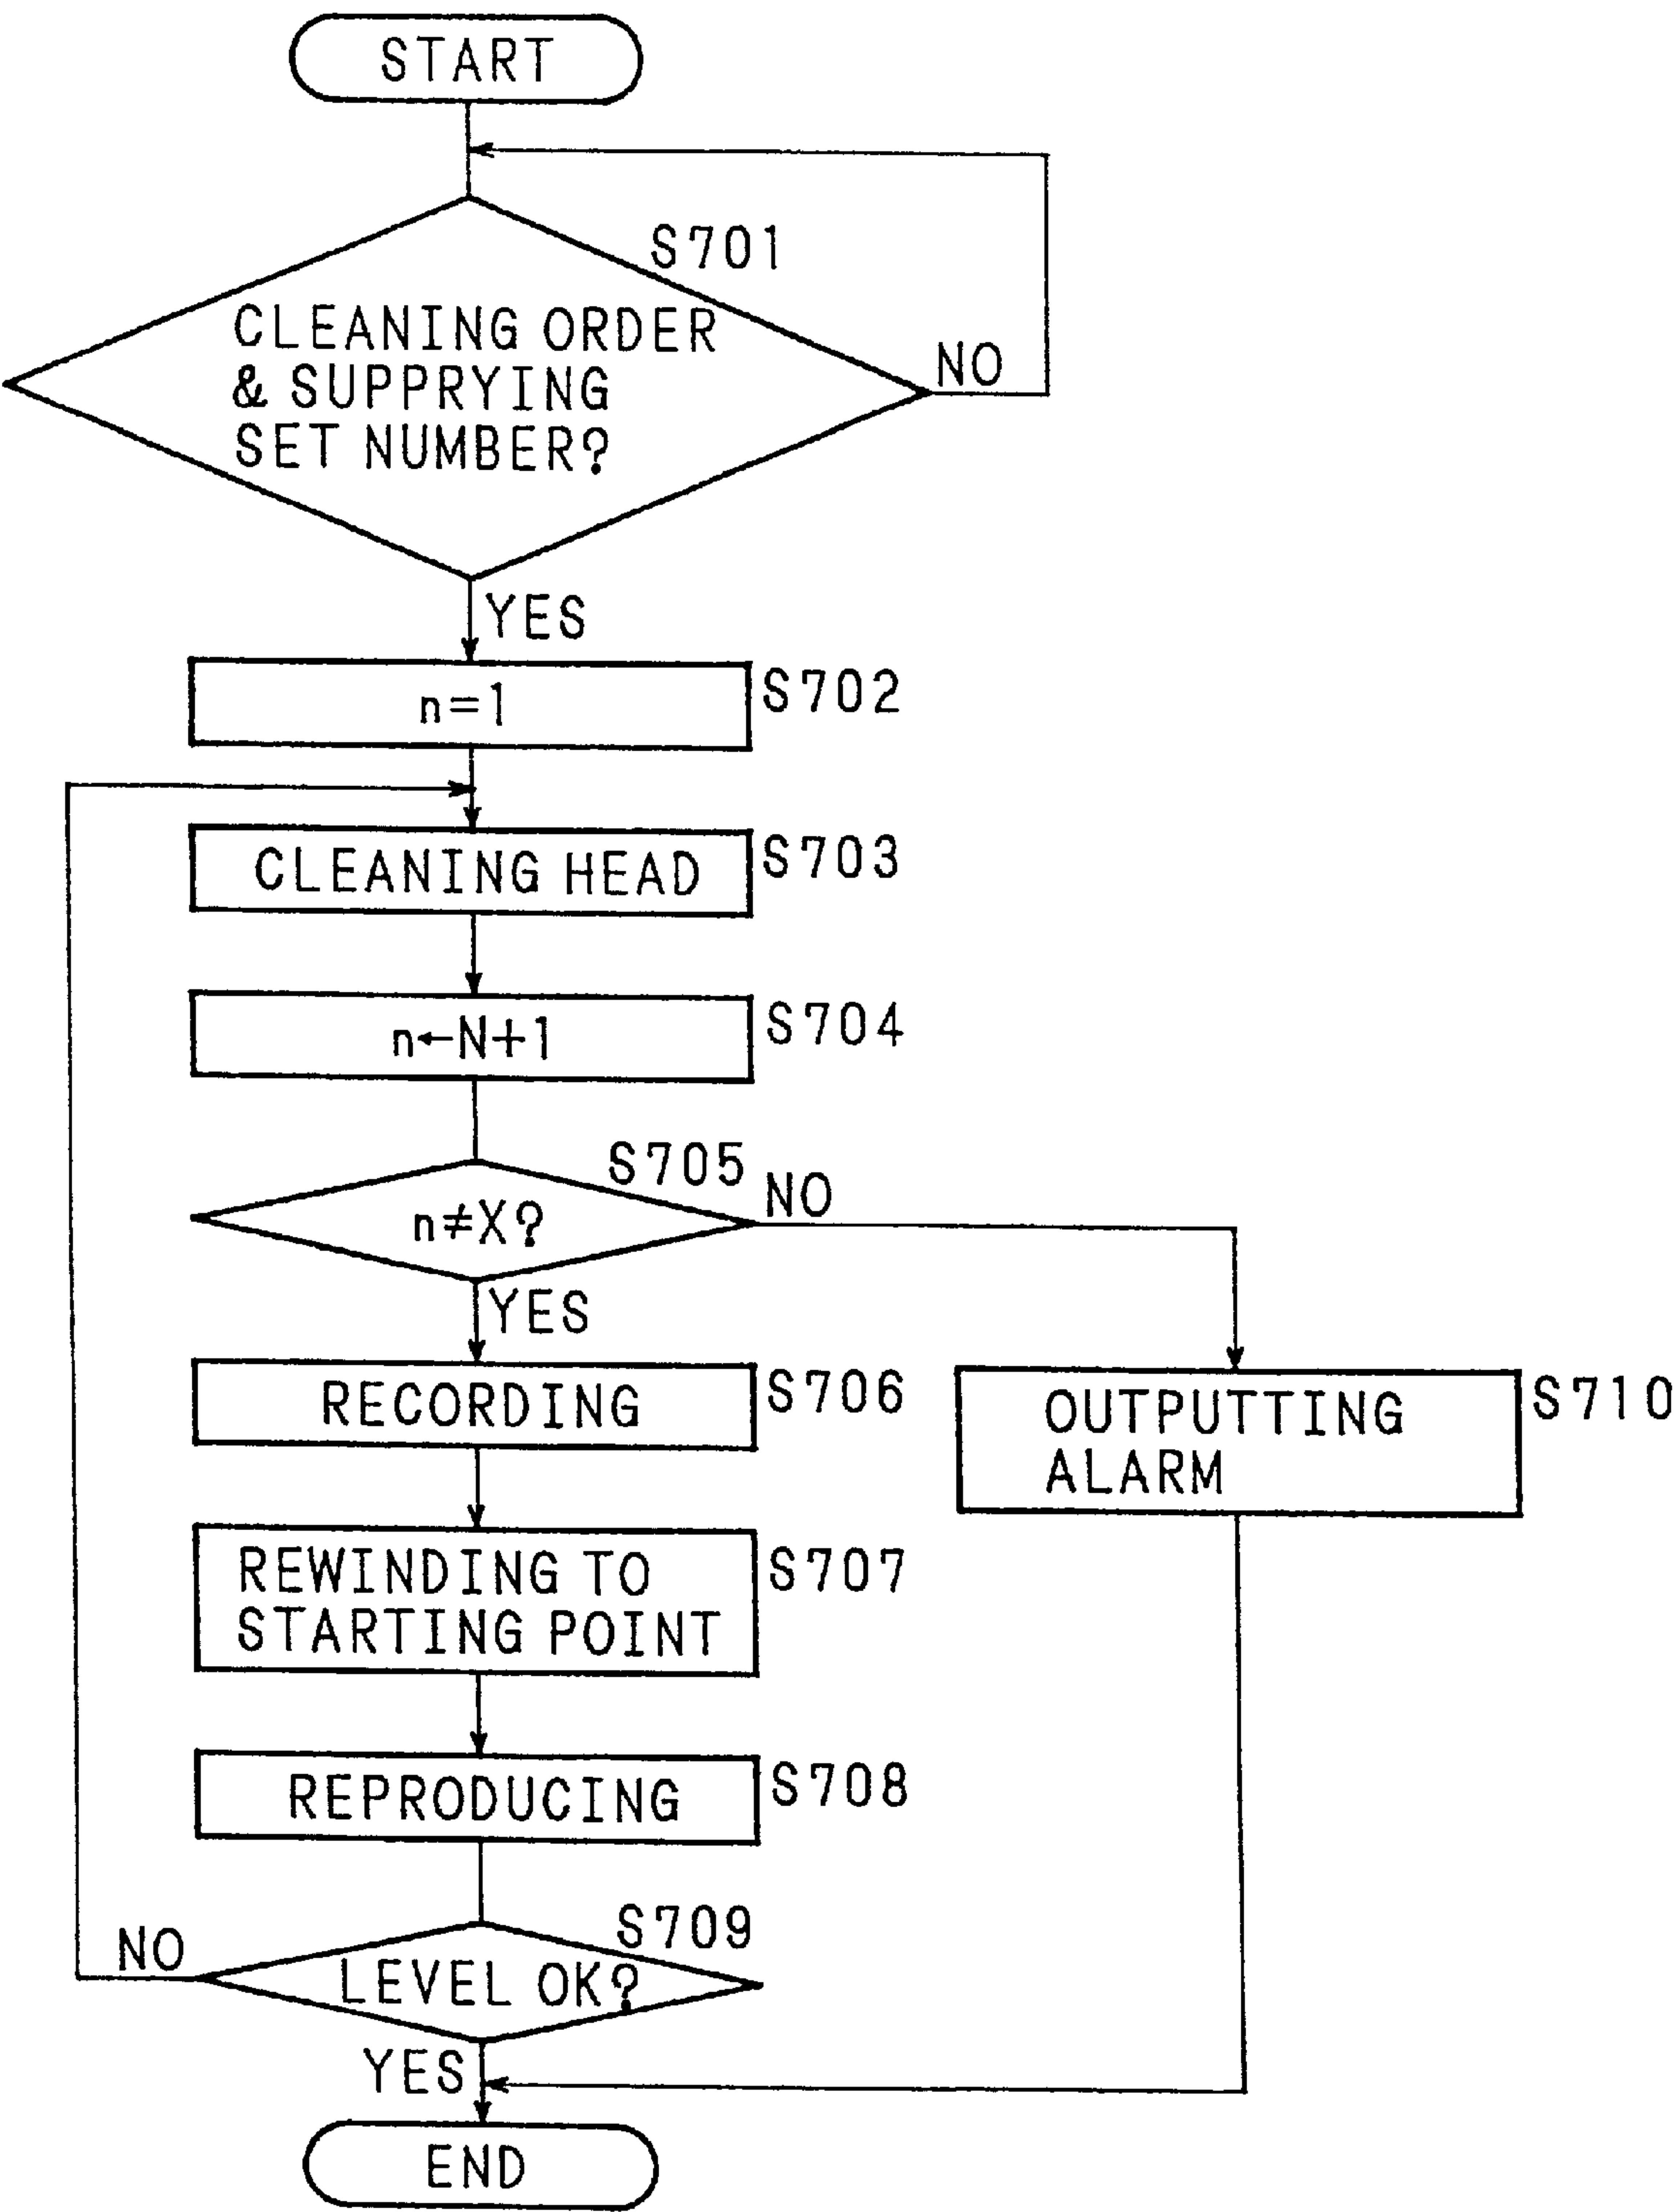 START
S701
CLEANING ORDER
& SUPPRYING
SET NUMBER?
NO
YES
n=1
S702
CLEANING HEAD
S703
n←N+1
S704
S705
n≠X?
NO
YES
RECORDING
S706
OUTPUTTING
ALARM
S710
REWINDING TO
STARTING POINT
S707
REPRODUCING
S708
S709
NO
LEVEL OK?
YES
END